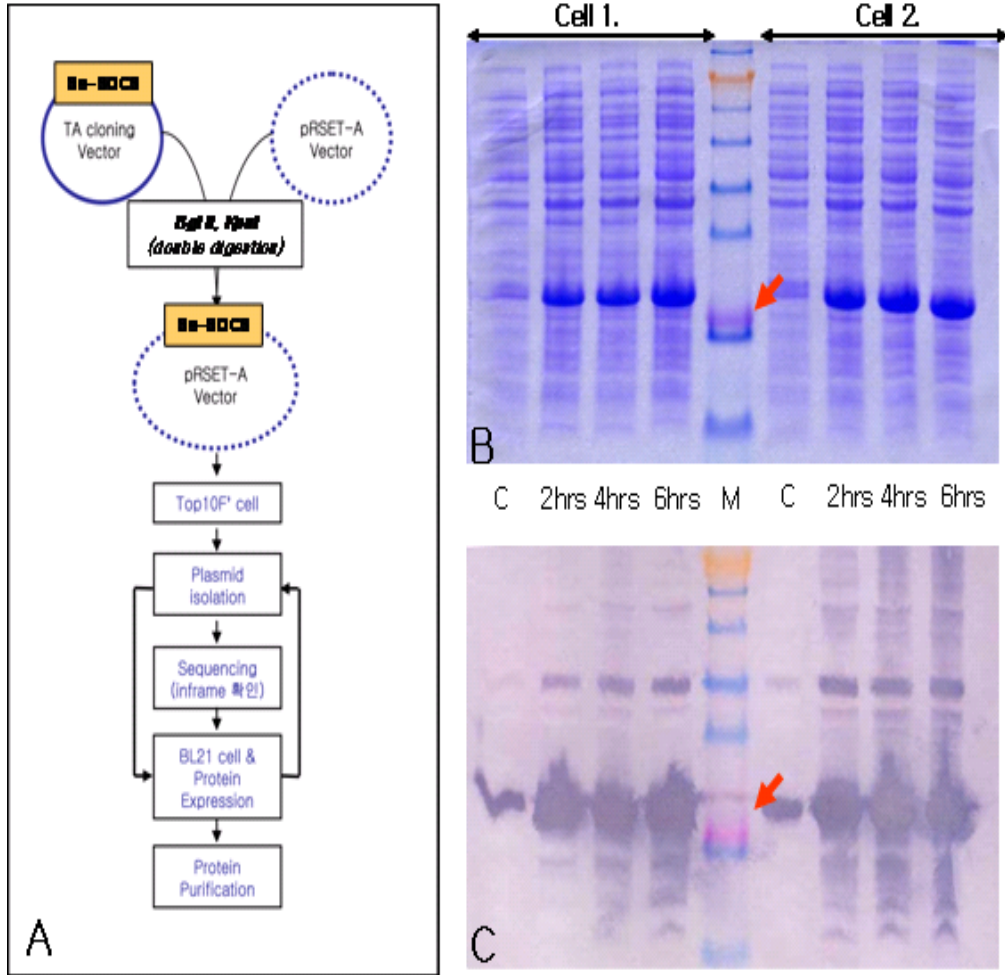 TA cloning
Vector
pRSET-A
Vector
(double digestion)
pRSET-A
Vector
Top10F' cell
Plasmid
isolation
Sequencing
(inframe 확인)
BL21 cell &
Protein
Expression
Protein
Purification
A
Cell 1.
Cell 2.
B
C 2hrs 4hrs 6hrs M C 2hrs 4hrs 6hrs
C